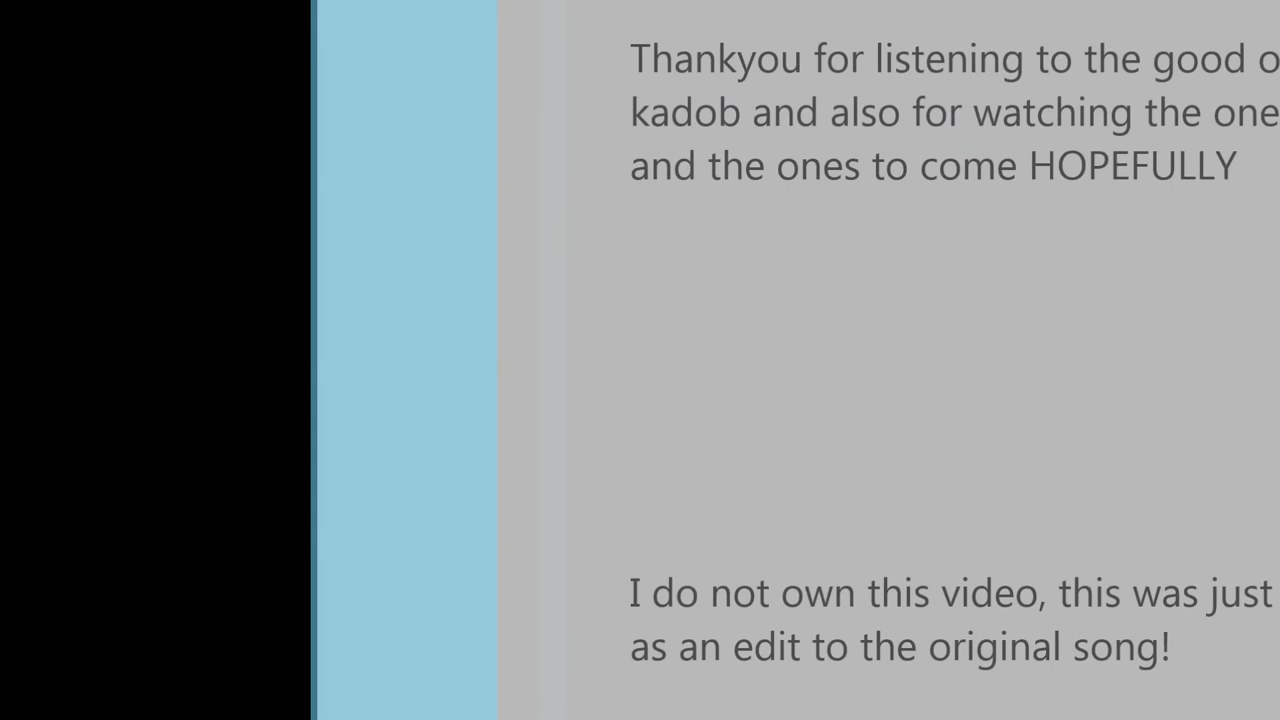 Thankyou for listening to the good o
kadob and also for watching the one
and the ones to come HOPEFULLY
I do not own this video, this was just
as an edit to the original song!